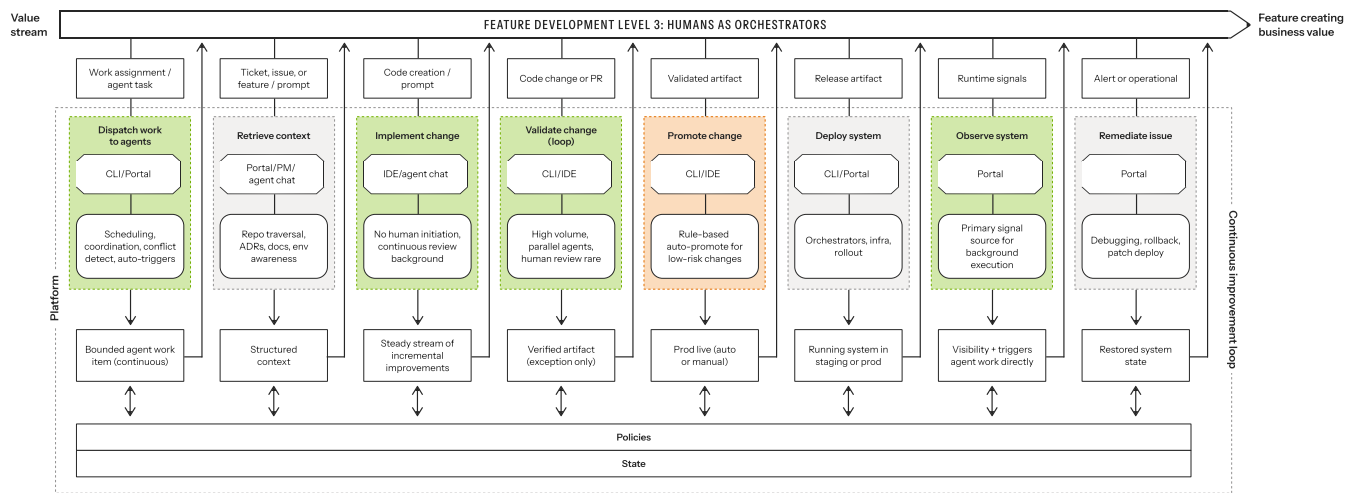 Value
stream
FEATURE DEVELOPMENT LEVEL 3: HUMANS AS ORCHESTRATORS
Feature creating
business value
Work assignment /
agent task
Ticket, issue, or
feature / prompt
Code creation /
prompt
Code change or PR
Validated artifact
Release artifact
Runtime signals
Alert or operational
Dispatch work
to agents
Retrieve context
Implement change
Validate change
(loop)
Promote change
Deploy system
Observe system
Remediate issue
CLI/Portal
Portal/PM/
agent chat
IDE/agent chat
CLI/IDE
CLI/IDE
CLI/Portal
Portal
Portal
Scheduling,
coordination, conflict
detect, auto-triggers
Repo traversal,
ADRs, docs, env
awareness
No human initiation,
continuous review
background
High volume,
parallel agents,
human review rare
Rule-based
auto-promote for
low-risk changes
Orchestrators, infra,
rollout
Primary signal
source for
background
execution
Debugging, rollback,
patch deploy
Platform
Continuous improvement loop
Bounded agent work
item (continuous)
Structured
context
Steady stream of
incremental
improvements
Verified artifact
(exception only)
Prod live (auto
or manual)
Running system in
staging or prod
Visibility + triggers
agent work directly
Restored system
state
Policies
State